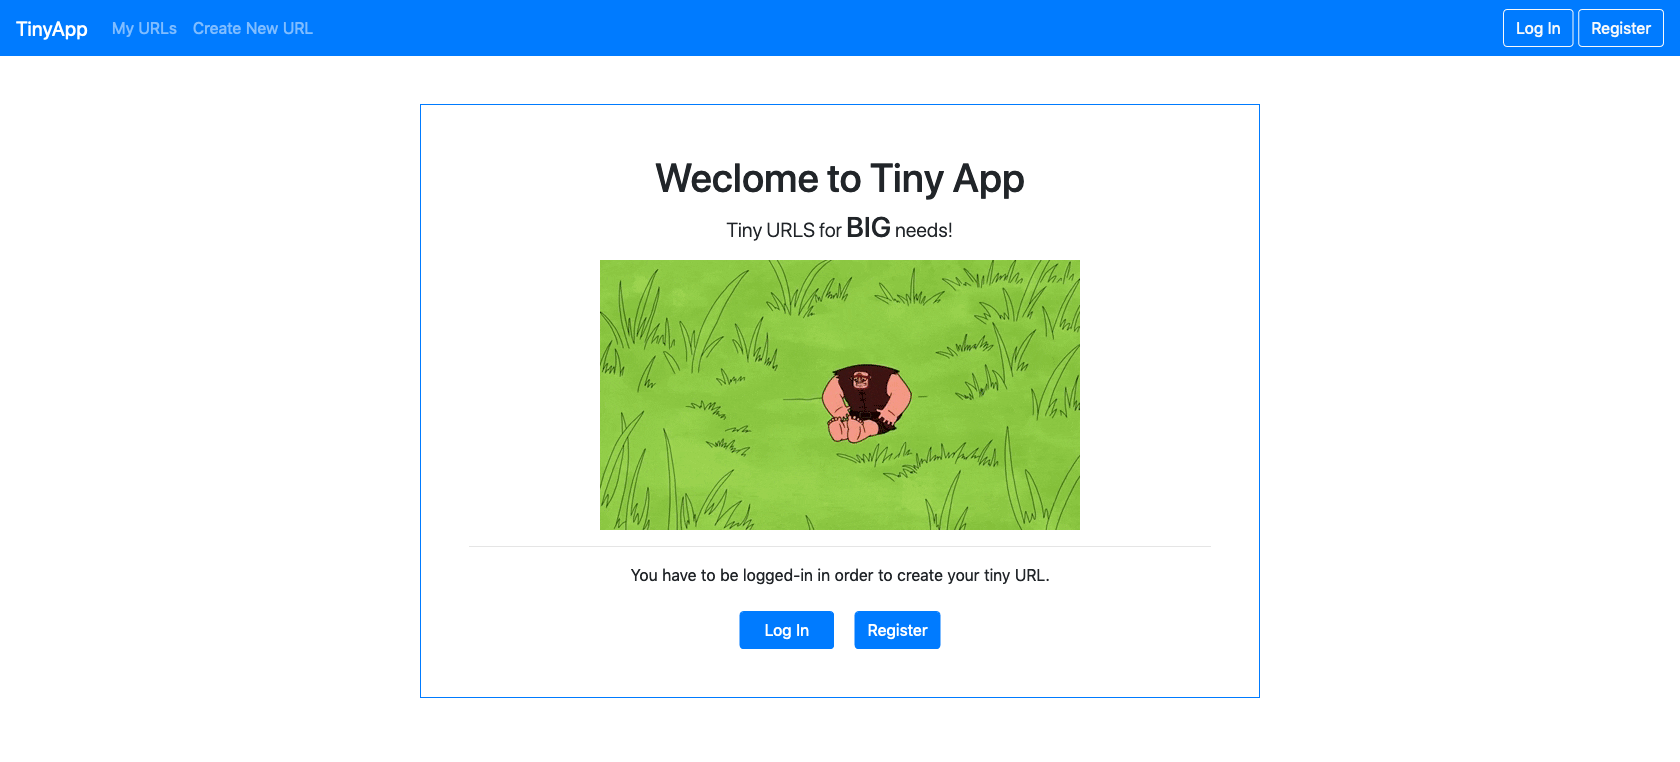 TinyApp My URLs Create New URL Log In Register
Weclome to Tiny App
Tiny URLS for BIG needs!
You have to be logged-in in order to create your tiny URL.
Log In Register